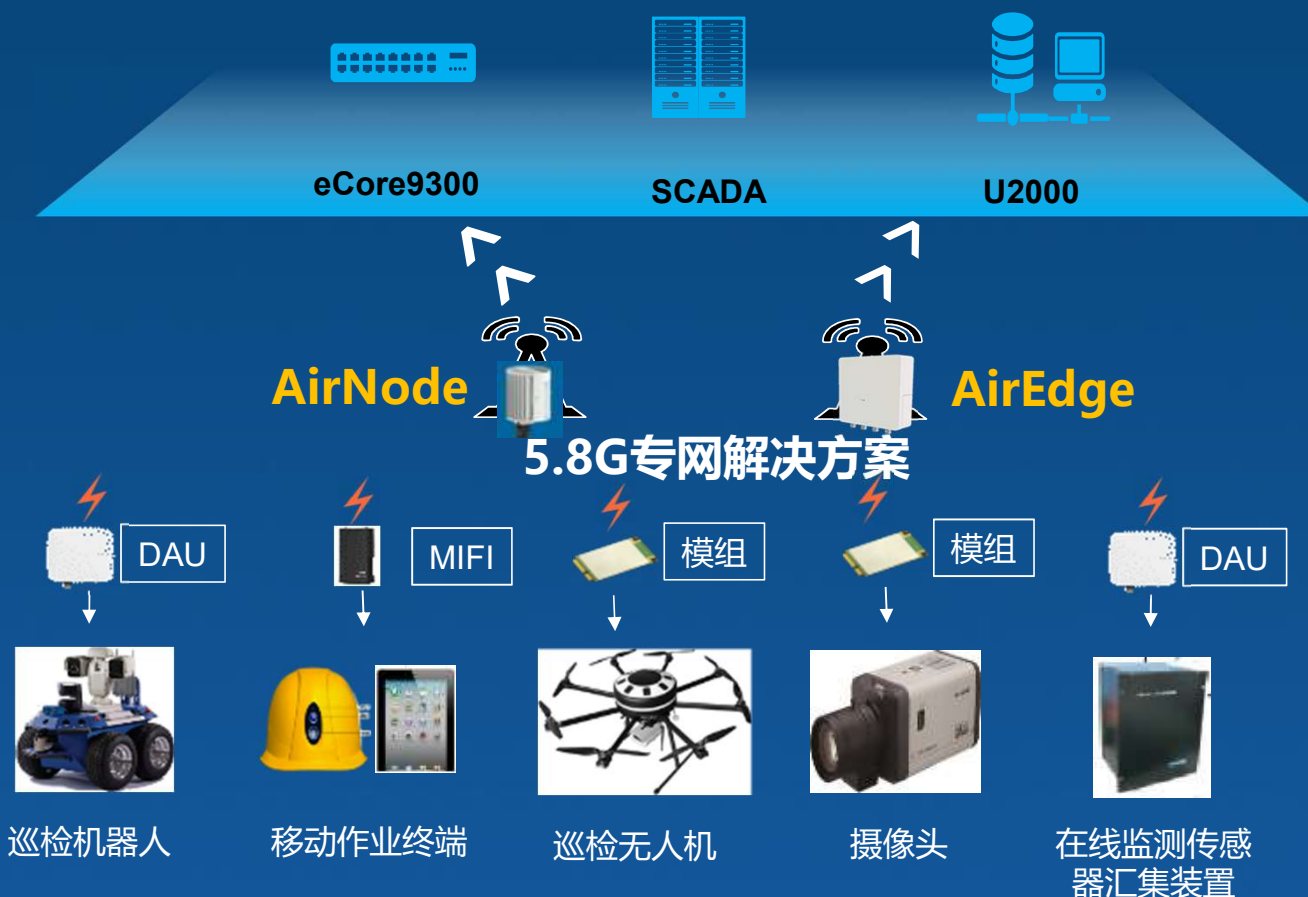 eCore9300
SCADA
U2000
AirNode
AirEdge
5.8G专网解决方案
DAU
MIFI
模组
模组
DAU
巡检机器人
移动作业终端
巡检无人机
摄像头
在线监测传感
器汇集装置